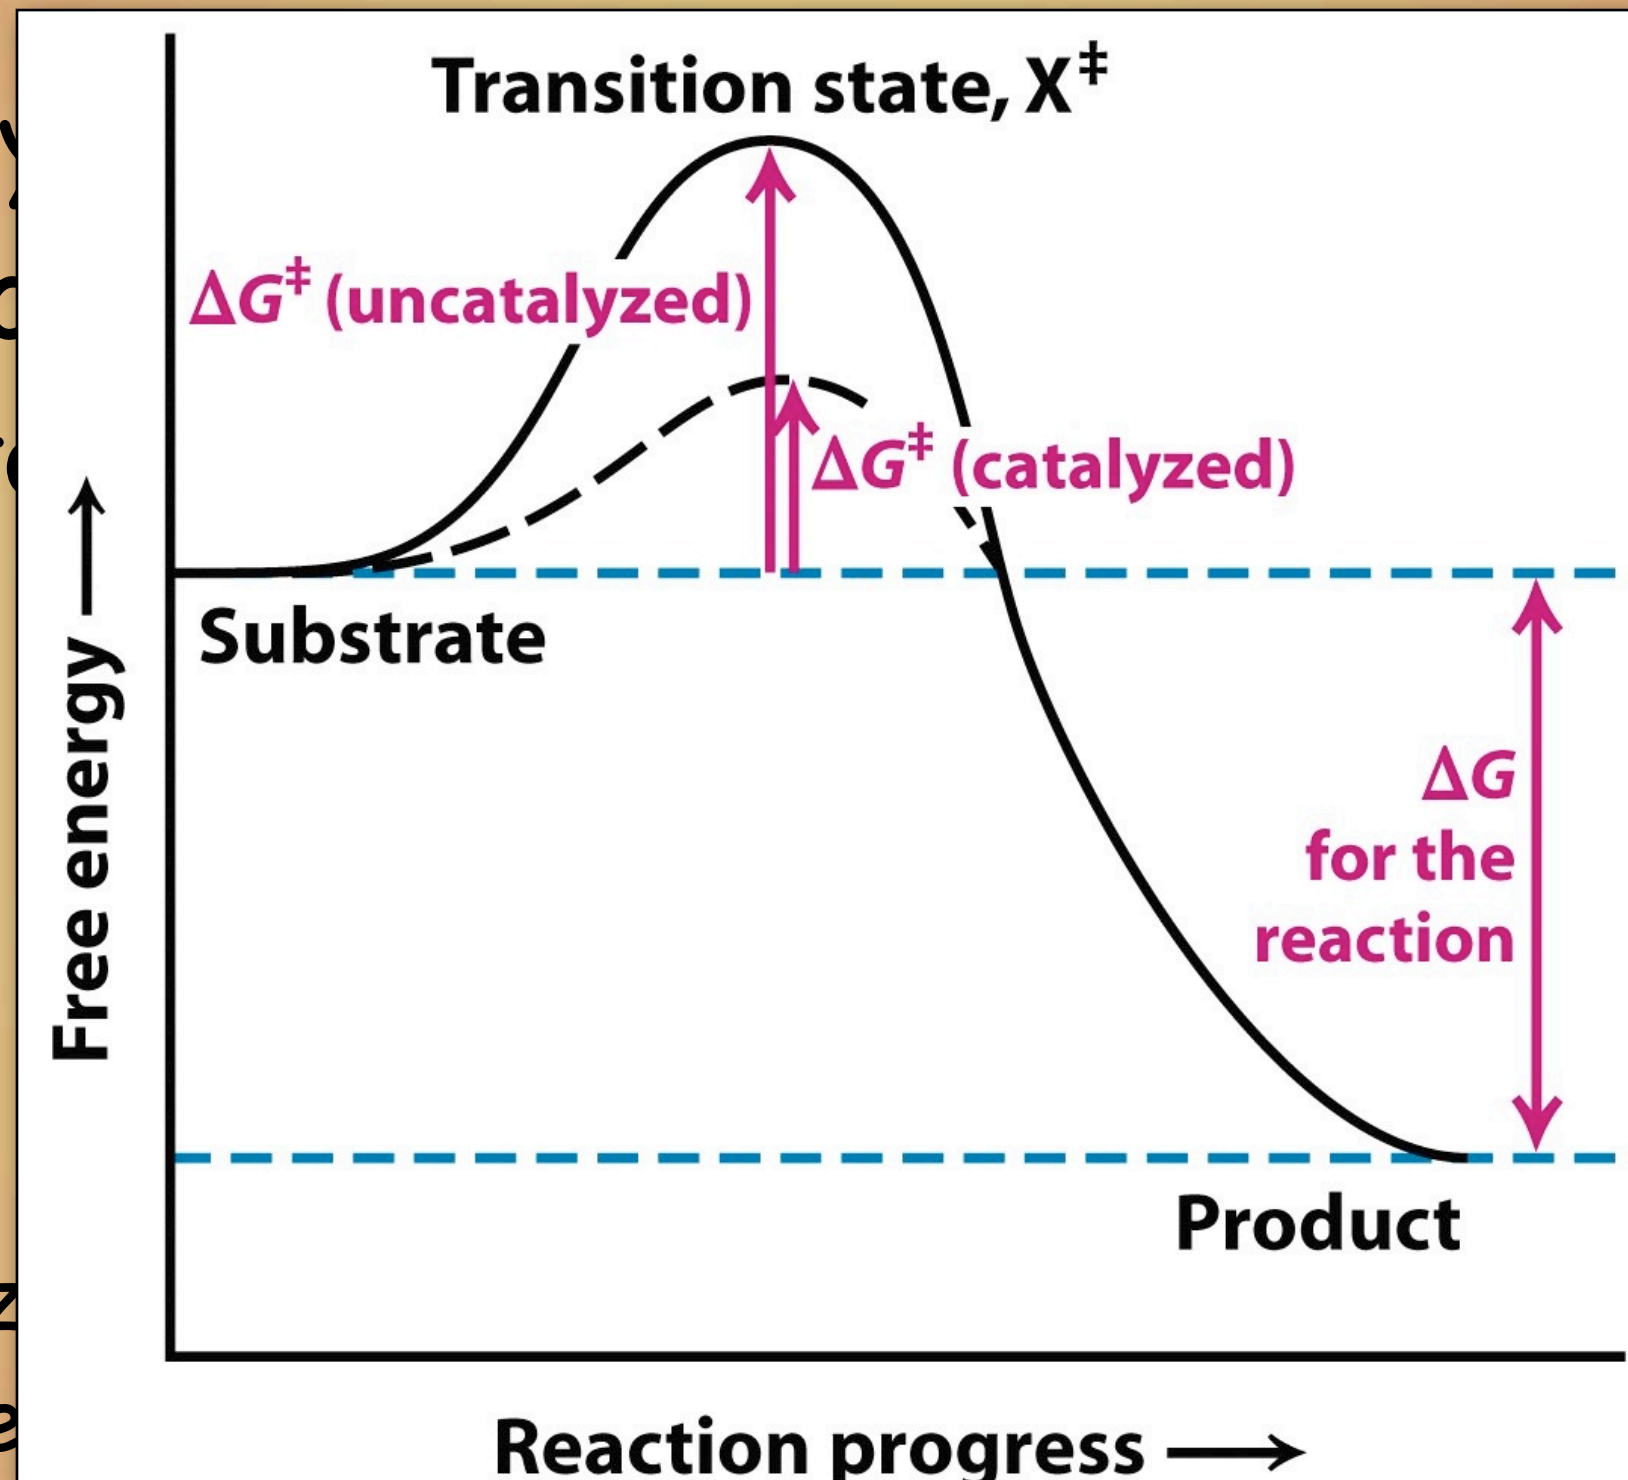 Transition state, X‡
ΔG‡ (uncatalyzed)
ΔG‡ (catalyzed)
Substrate
Free energy →
ΔG
for the
reaction
Product
Reaction progress →